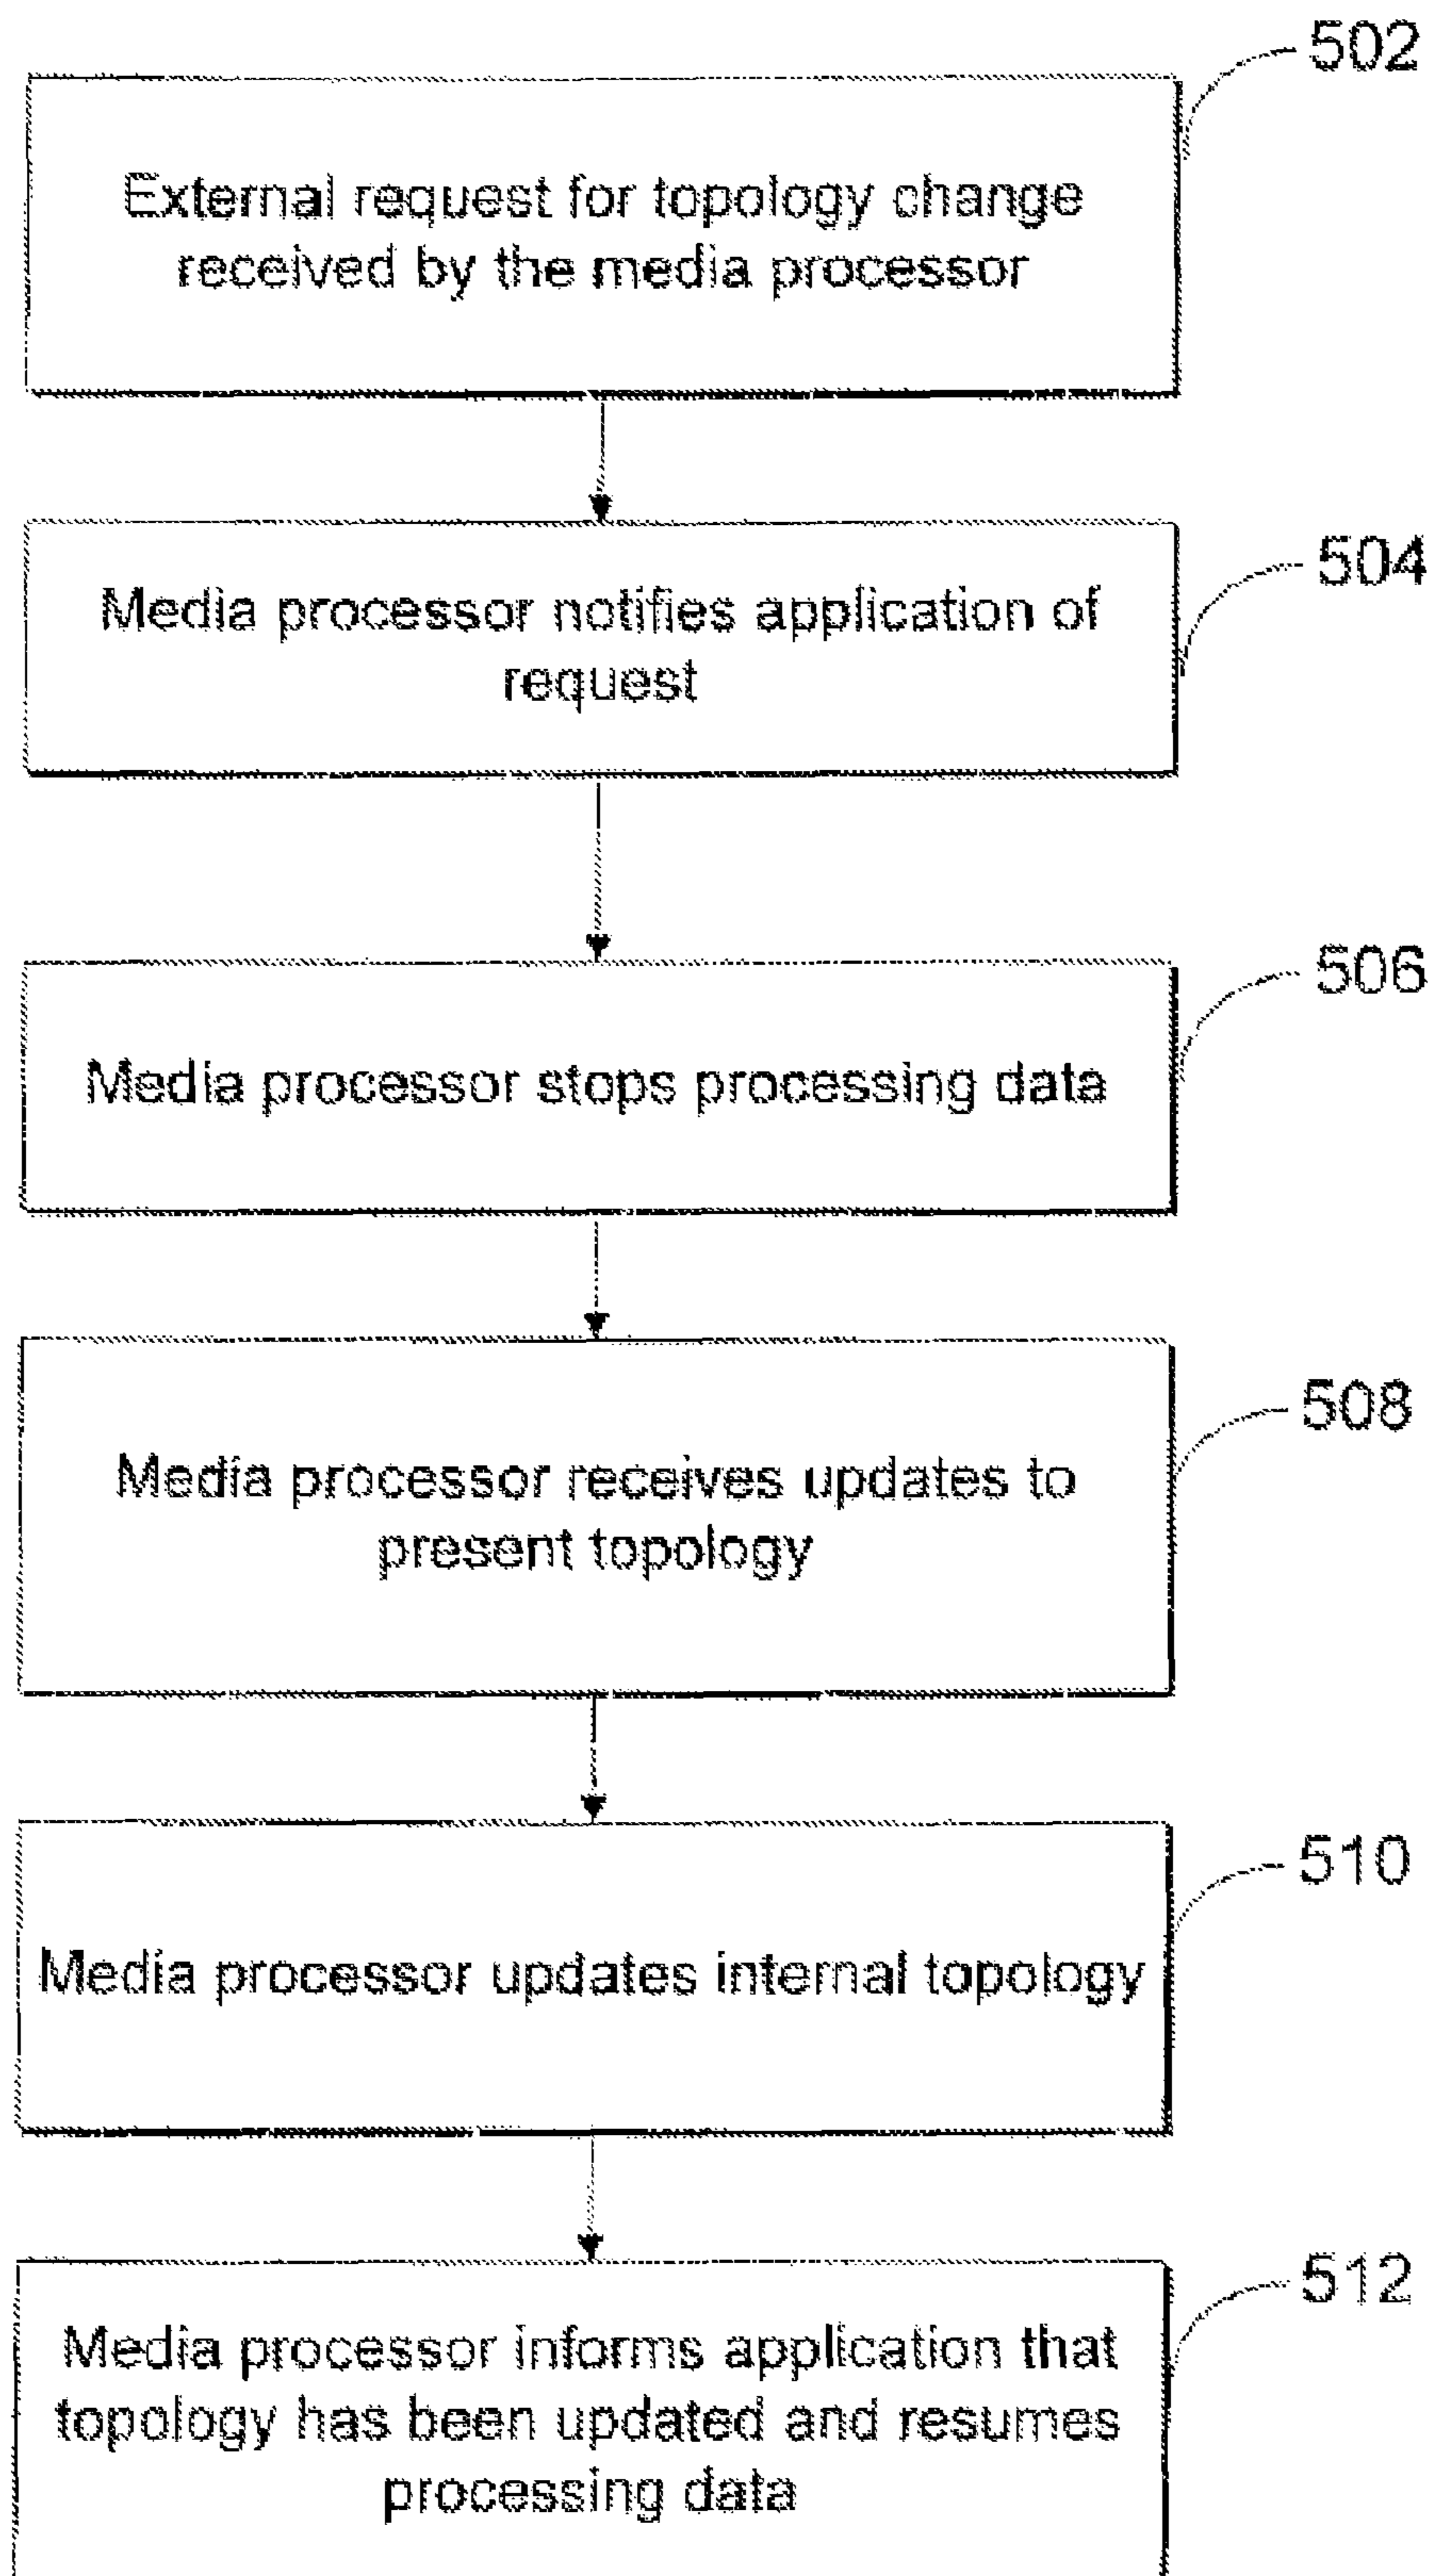 502
External request for topology change
received by the media processor
504
Media processor notifies application of
request
506
Media processor stops processing data
508
Media processor receives updates to
present topology
510
Media processor updates internal topology
512
Media processor informs application that
topology has been updated and resumes
processing data